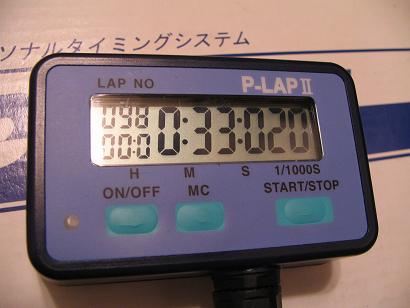 ーソナルタイミングシステム
LAP NO
P-LAP II
098
00:0
0:33:020
H M S 1/1000S
ON/OFF MC START/STOP